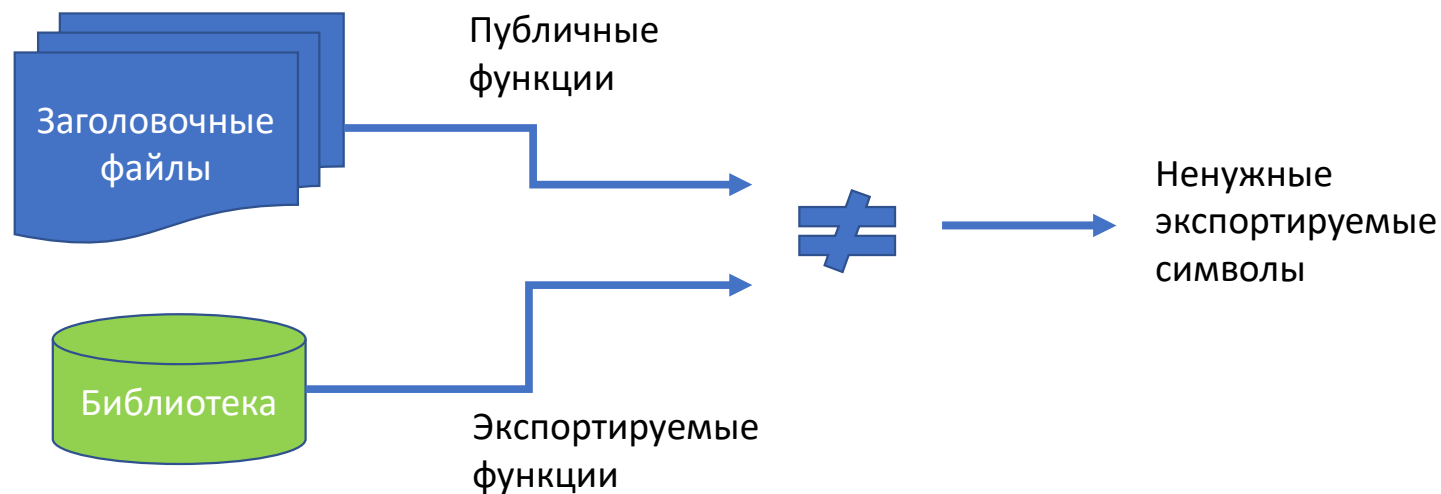 Публичные
функции
Заголовочные
файлы
Ненужные
экспортируемые
символы
Библиотека
Экспортируемые
функции